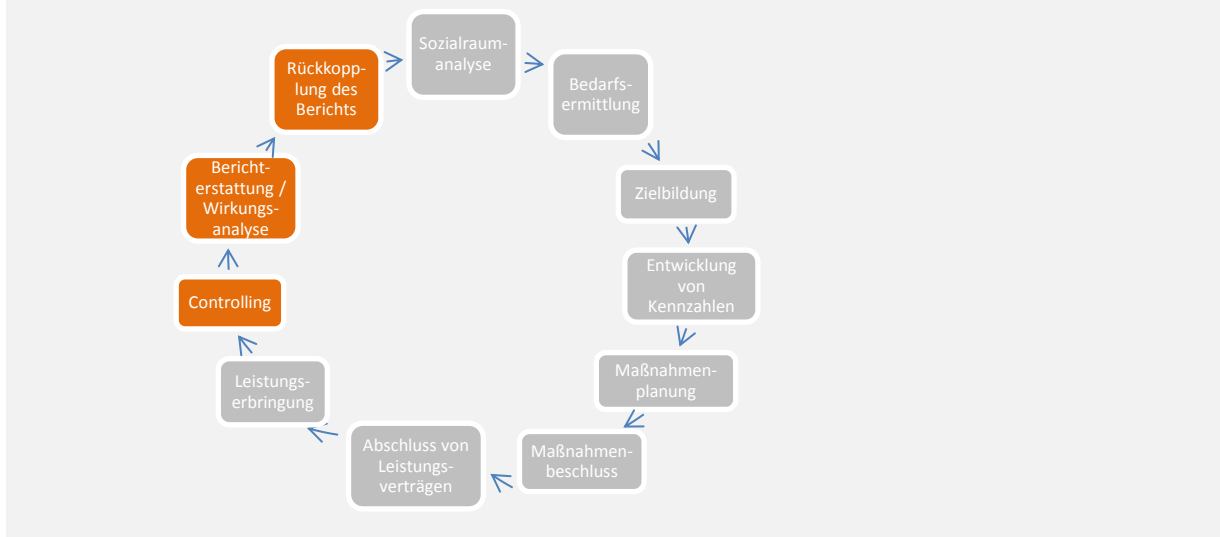 Sozialraum-
analyse
Bedarfs-
ermittlung
Zielbildung
Entwicklung
von
Kennzahlen
Maßnahmen-
planung
Maßnahmen-
beschluss
Abschluss von
Leistungs-
verträgen
Leistungs-
erbringung
Controlling
Bericht-
erstattung /
Wirkungs-
analyse
Rückkopp-
lung des
Berichts